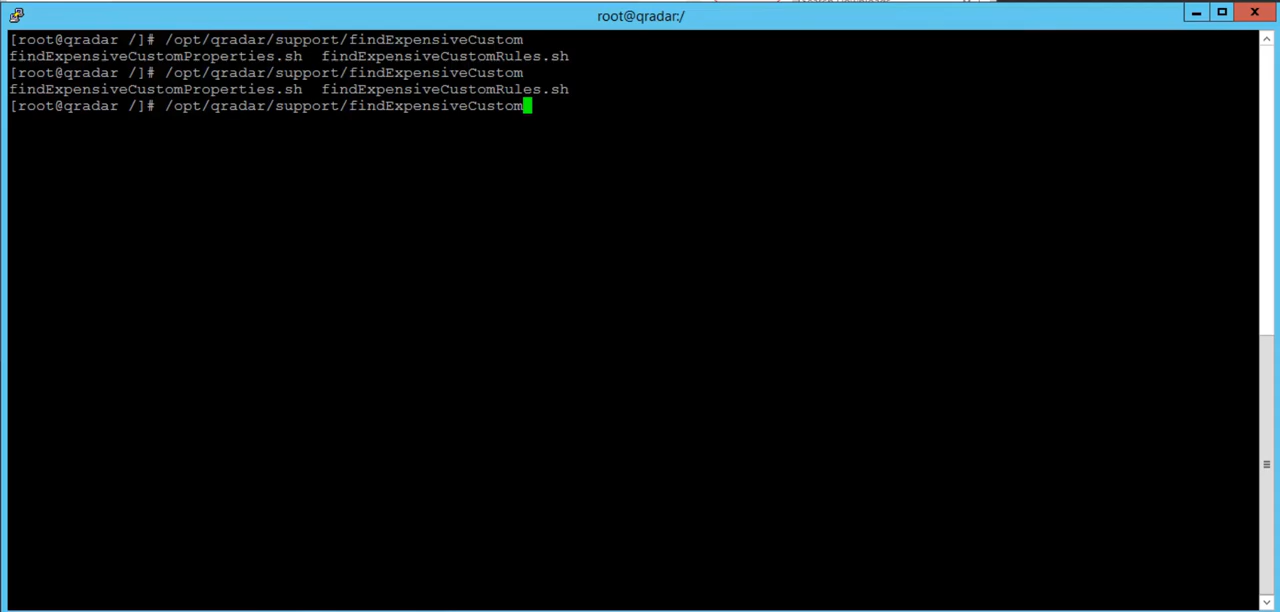 root@qradar:/
[root@qradar /]# /opt/qradar/support/findExpensiveCustom
findExpensiveCustomProperties.sh  findExpensiveCustomRules.sh
[root@qradar /]# /opt/qradar/support/findExpensiveCustom
findExpensiveCustomProperties.sh  findExpensiveCustomRules.sh
[root@qradar /]# /opt/qradar/support/findExpensiveCustom